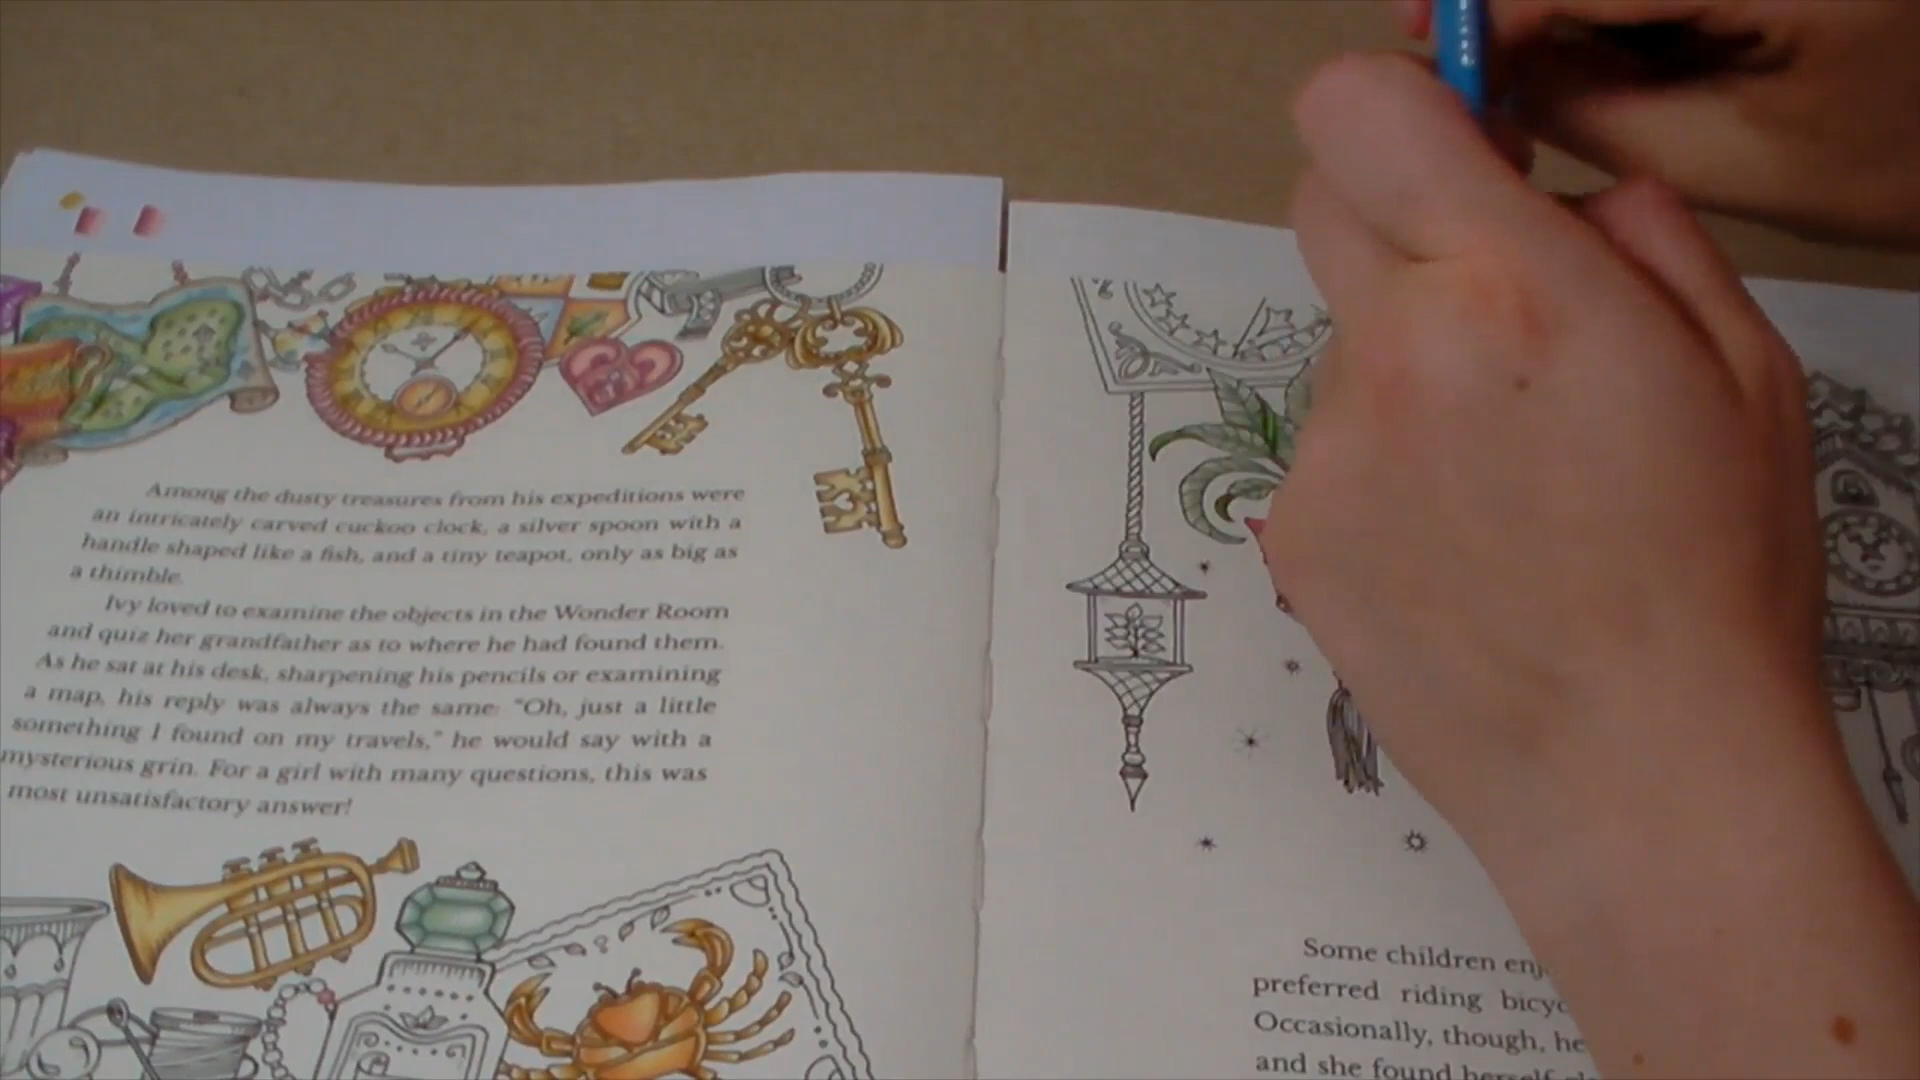 Among the dusty treasures from his expeditions were
an intricately carved cuckoo clock, a silver spoon with a
handle shaped like a fish, and a tiny teapot, only as big as
a thimble.
Ivy loved to examine the objects in the Wonder Room
and quiz her grandfather as to where he had found them.
As he sat at his desk, sharpening his pencils or examining
a map, his reply was always the same: "Oh, just a little
something I found on my travels," he would say with a
mysterious grin. For a girl with many questions, this was
most unsatisfactory answer!
Some children
preferred riding
Occasionally, though, he
and she found herself